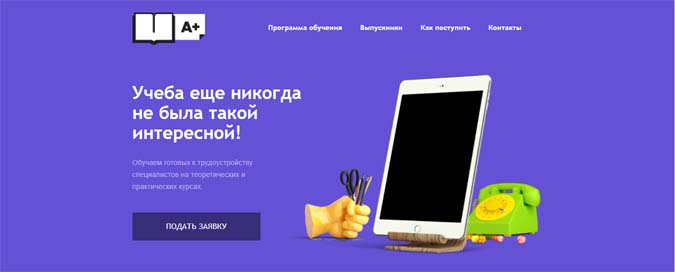 A+
Программа обучения
Выпускники
Как поступить
Контакты
Учеба еще никогда
не была такой
интересной!
Обучаем готовых к трудоустройству
специалистов на теоретических и
практических курсах.
ПОДАТЬ ЗАЯВКУ